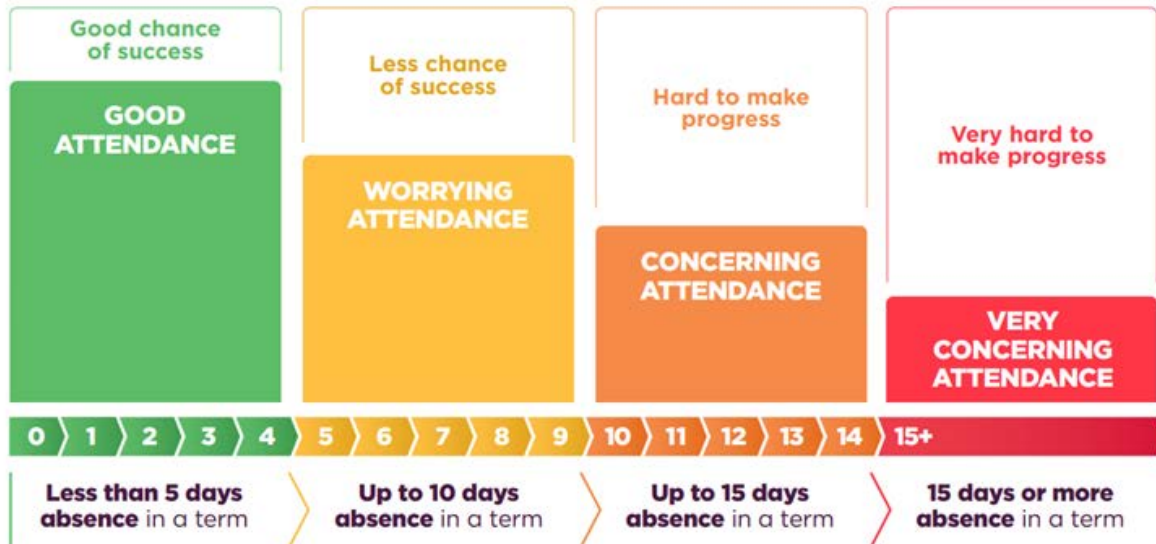 Good chance
of success
GOOD
ATTENDANCE
Less chance
of success
WORRYING
ATTENDANCE
Hard to make
progress
CONCERNING
ATTENDANCE
Very hard to
make progress
VERY
CONCERNING
ATTENDANCE
0 1 2 3 4 5 6 7 8 9 10 11 12 13 14 15+
Less than 5 days
absence in a term
Up to 10 days
absence in a term
Up to 15 days
absence in a term
15 days or more
absence in a term